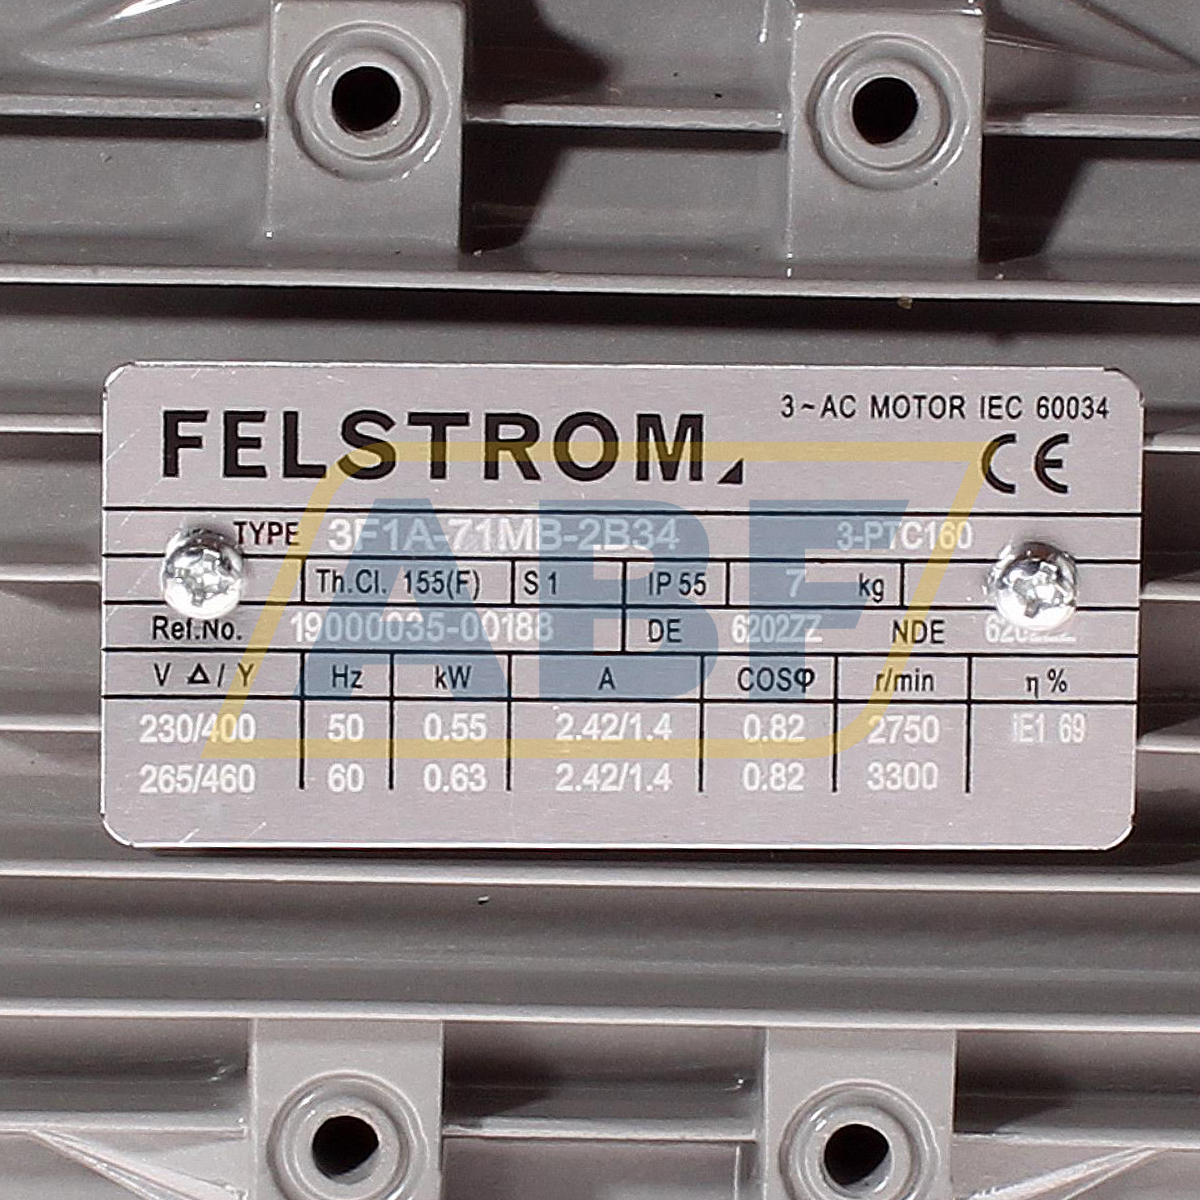 3~AC MOTOR IEC 60034
FELSTROM
CE
TYPE 3F1A-71MB-2B34 3-PTC160
Th.Cl. 155(F) S1 IP 55 7 kg
Ref.No. 19000035-00188 DE 6202ZZ NDE
V Δ/Y Hz kW A COSφ r/min η%
230/400 50 0.55 2.42/1.4 0.82 2750 IE1 69
265/460 60 0.63 2.42/1.4 0.82 3300
ABF